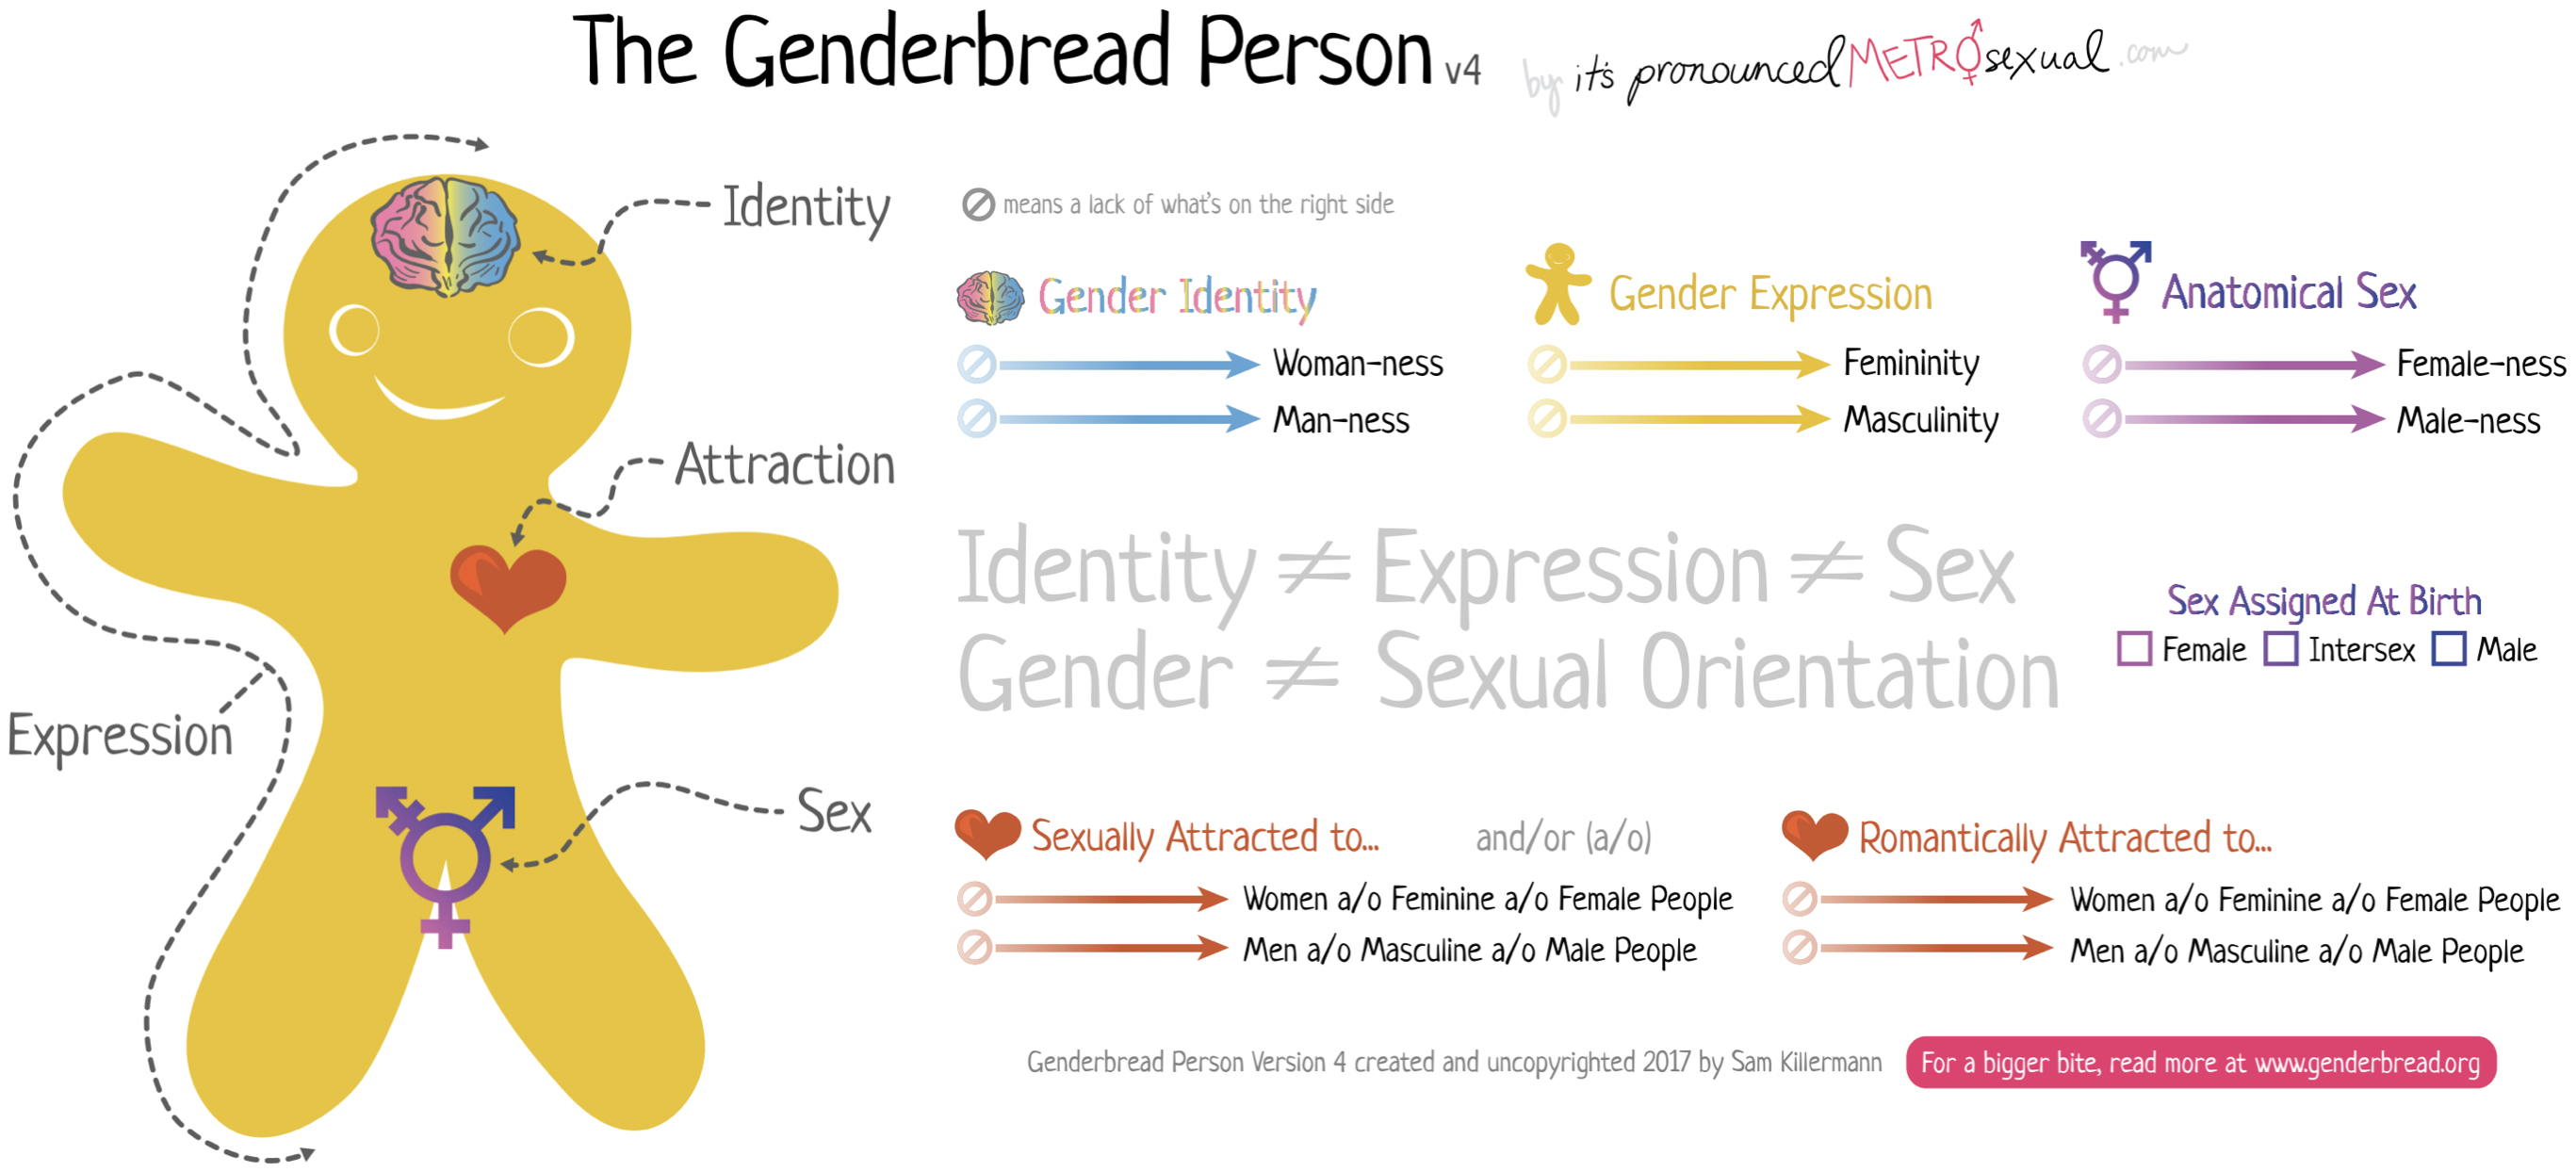 The Genderbread Person v4 by it's pronounced METROsexual.com
Identity
Attraction
Expression
Sex
means a lack of what's on the right side
Gender Identity
Woman-ness
Man-ness
Gender Expression
Femininity
Masculinity
Anatomical Sex
Female-ness
Male-ness
Identity ≠ Expression ≠ Sex
Gender ≠ Sexual Orientation
Sex Assigned At Birth
Female Intersex Male
Sexually Attracted to... and/or (a/o)
Women a/o Feminine a/o Female People
Men a/o Masculine a/o Male People
Romantically Attracted to...
Women a/o Feminine a/o Female People
Men a/o Masculine a/o Male People
Genderbread Person Version 4 created and uncopyrighted 2017 by Sam Killermann
For a bigger bite, read more at www.genderbread.org